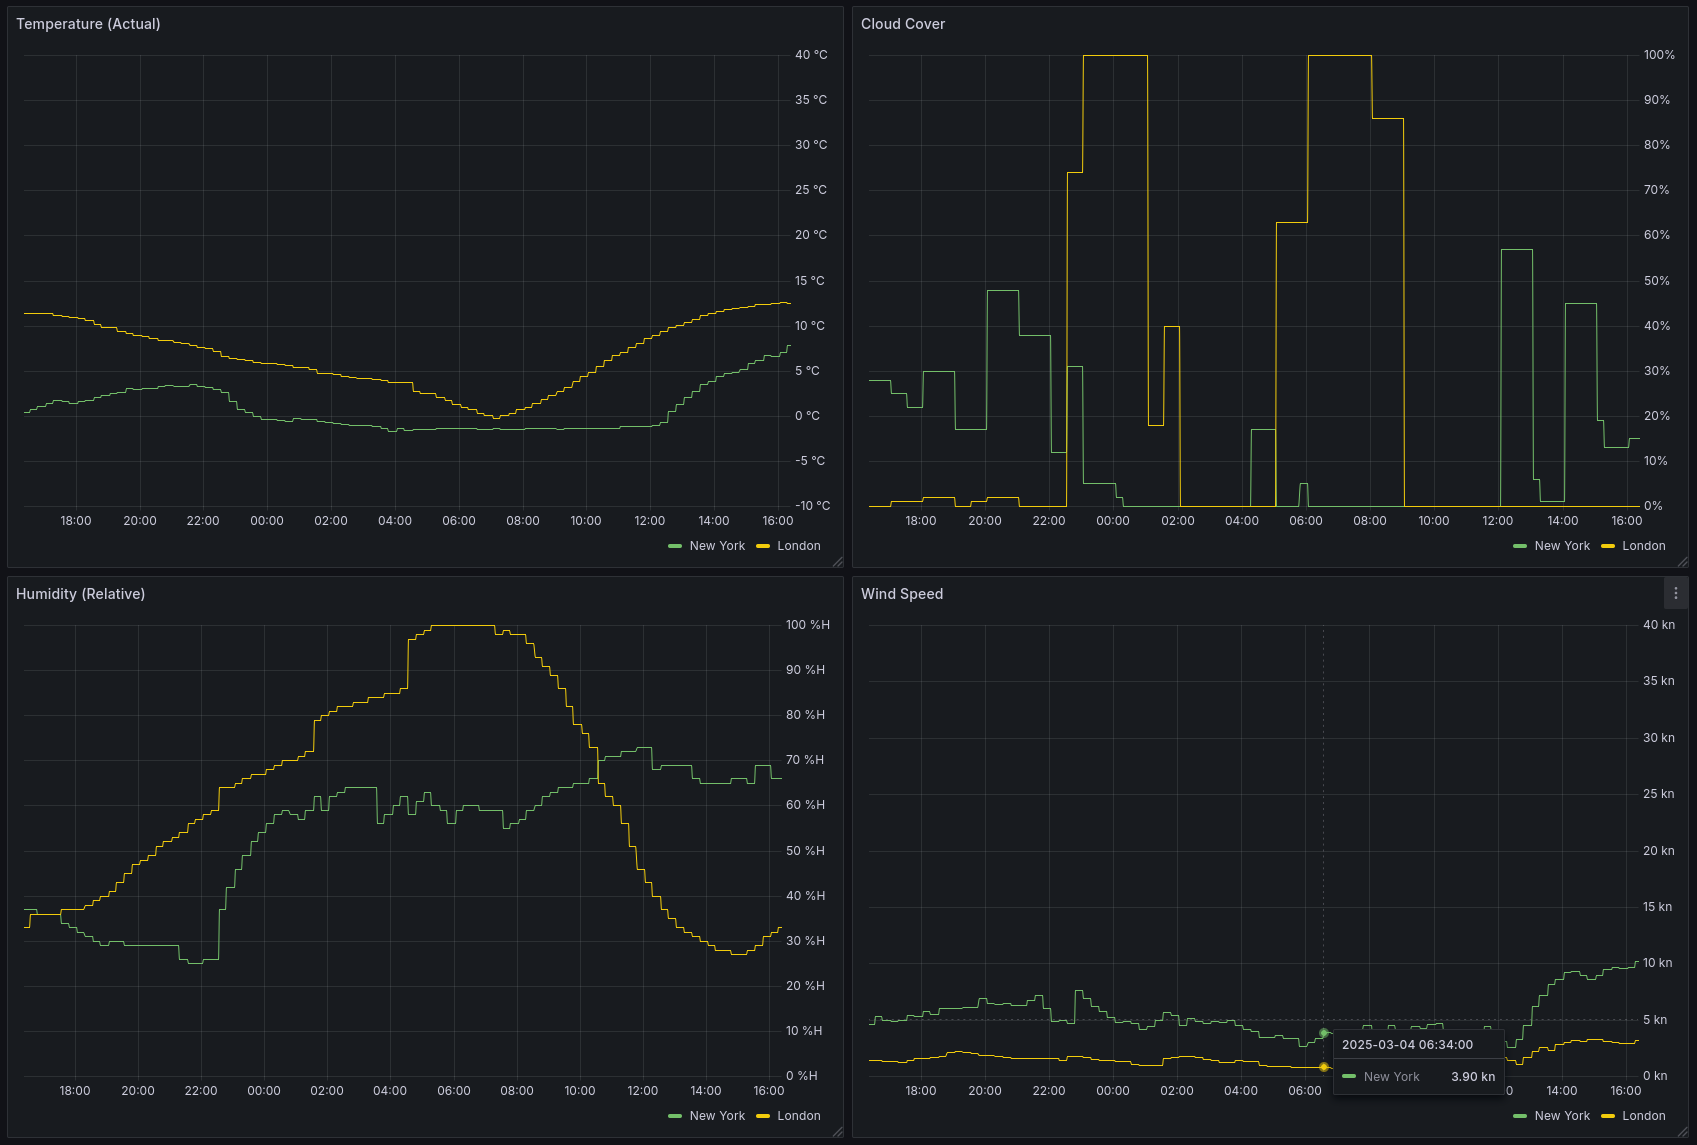 Temperature (Actual)
40 °C
35 °C
30 °C
25 °C
20 °C
15 °C
10 °C
5 °C
0 °C
-5 °C
-10 °C
18:00 20:00 22:00 00:00 02:00 04:00 06:00 08:00 10:00 12:00 14:00 16:00
New York London
Cloud Cover
100%
90%
80%
70%
60%
50%
40%
30%
20%
10%
0%
18:00 20:00 22:00 00:00 02:00 04:00 06:00 08:00 10:00 12:00 14:00 16:00
New York London
Humidity (Relative)
100 %H
90 %H
80 %H
70 %H
60 %H
50 %H
40 %H
30 %H
20 %H
10 %H
0 %H
18:00 20:00 22:00 00:00 02:00 04:00 06:00 08:00 10:00 12:00 14:00 16:00
New York London
Wind Speed
40 kn
35 kn
30 kn
25 kn
20 kn
15 kn
10 kn
5 kn
0 kn
2025-03-04 06:34:00
New York 3.90 kn
18:00 20:00 22:00 00:00 02:00 04:00 06:00 0 14:00 16:00
New York London